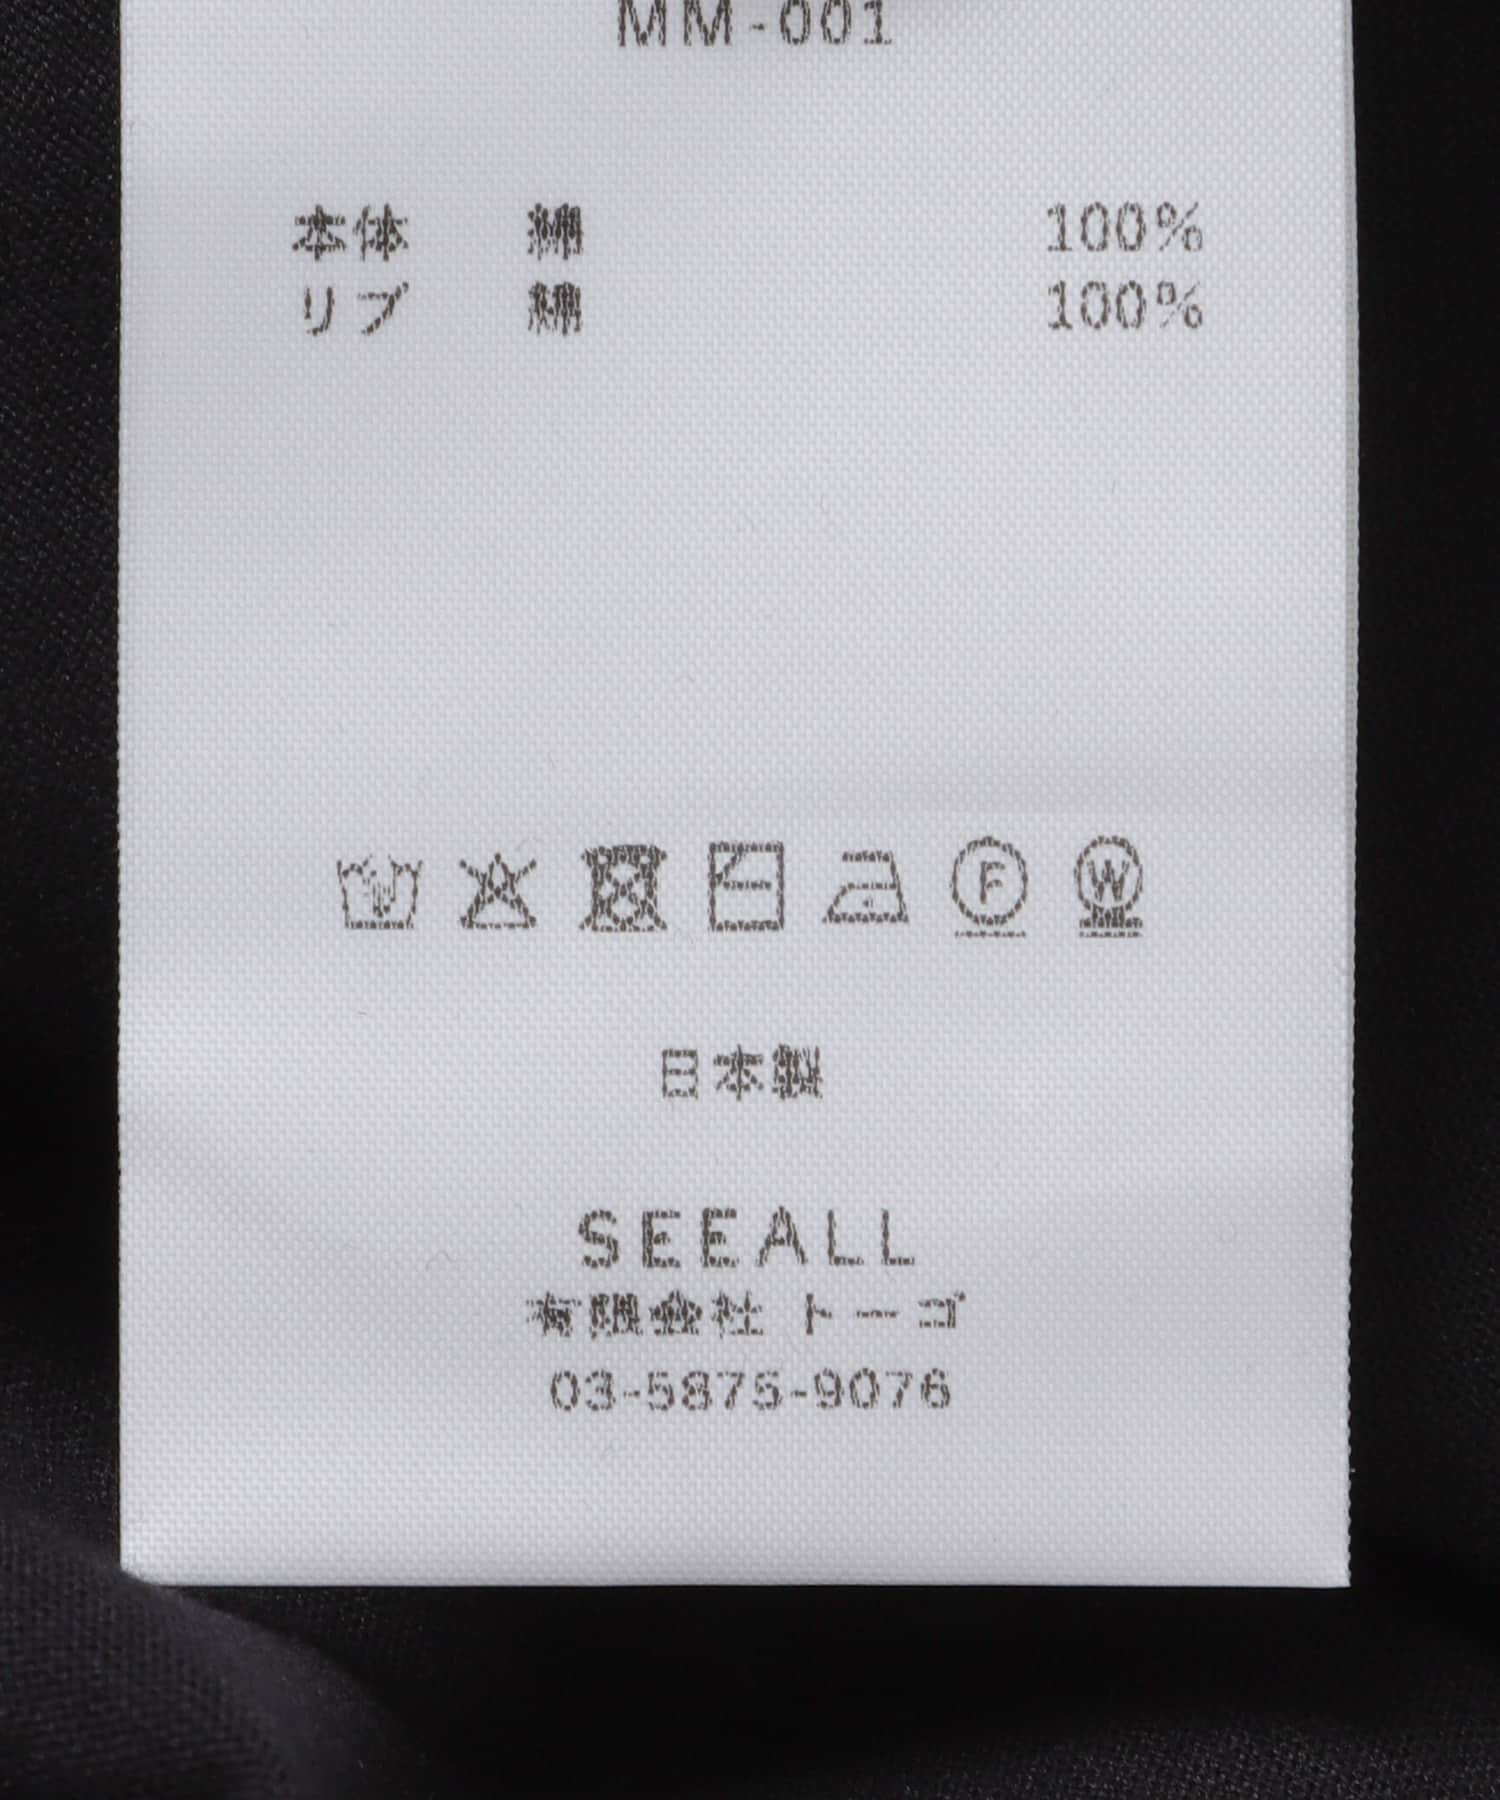 MM-001
本体 綿 100%
リブ 綿 100%
F W
日本製
SEEALL
有限会社 トーゴ
03-5875-9076